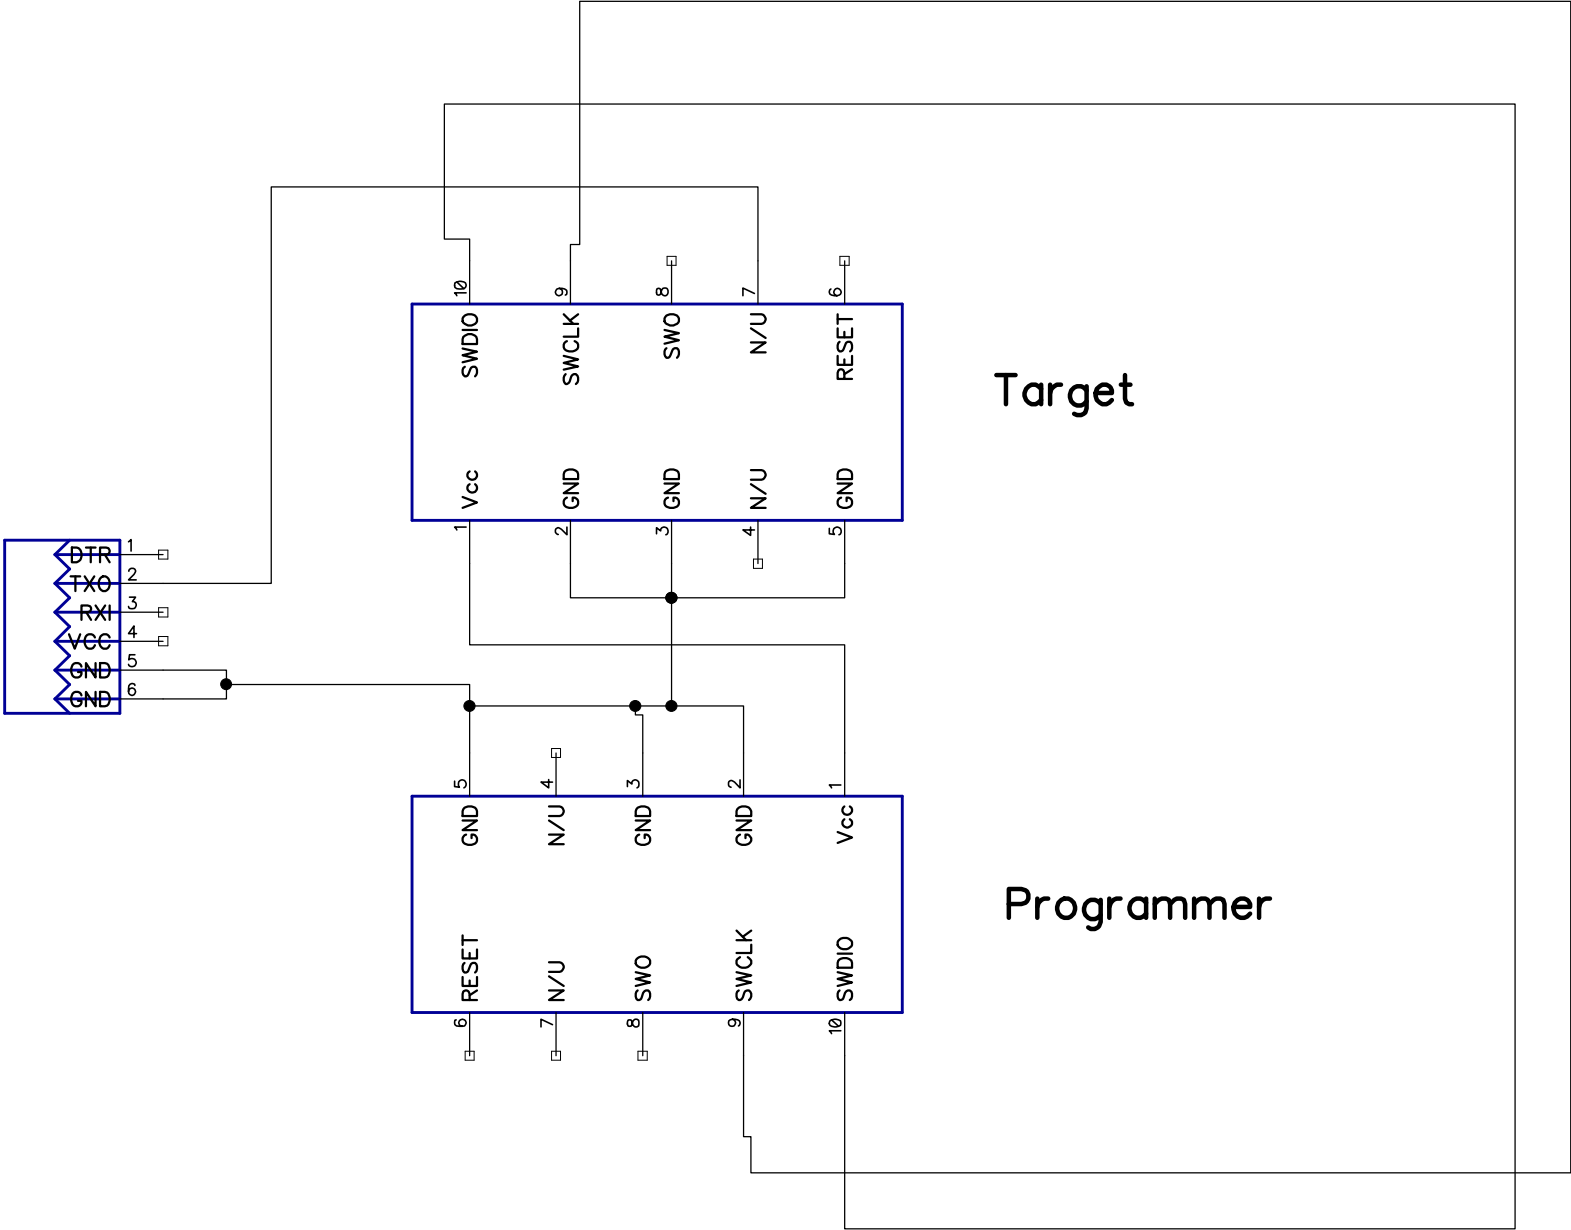 10 9 8 7 6
SWDIO SWCLK SWO N/U RESET
Target
Vcc GND GND N/U GND
1 2 3 4 5
DTR 1
TXO 2
RXI 3
VCC 4
GND 5
GND 6
5 4 3 2 1
GND N/U GND GND Vcc
Programmer
RESET N/U SWO SWCLK SWDIO
6 7 8 9 10